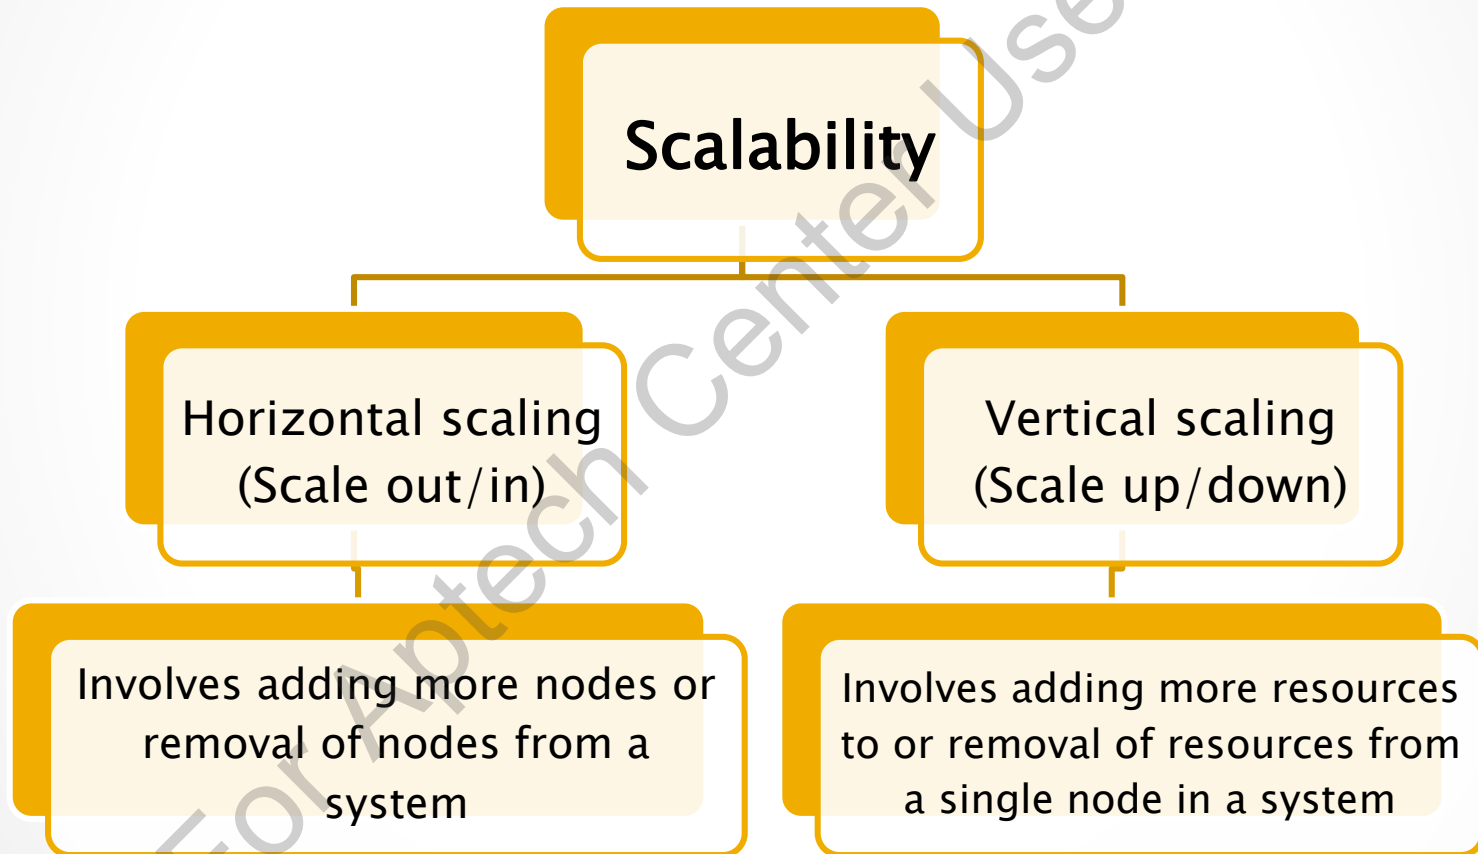 Scalability
Horizontal scaling
(Scale out/in)
Vertical scaling
(Scale up/down)
Involves adding more nodes or
removal of nodes from a
system
Involves adding more resources
to or removal of resources from
a single node in a system
For Aptech Center Use